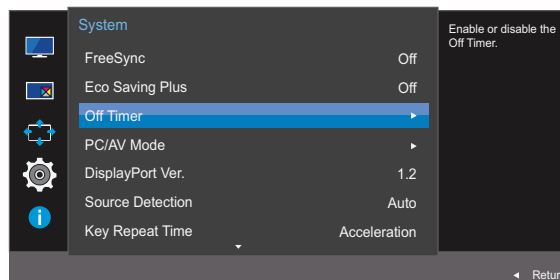 System
FreeSync Off
Eco Saving Plus Off
Off Timer
PC/AV Mode
DisplayPort Ver. 1.2
Source Detection Auto
Key Repeat Time Acceleration
Enable or disable the
Off Timer.
Retur